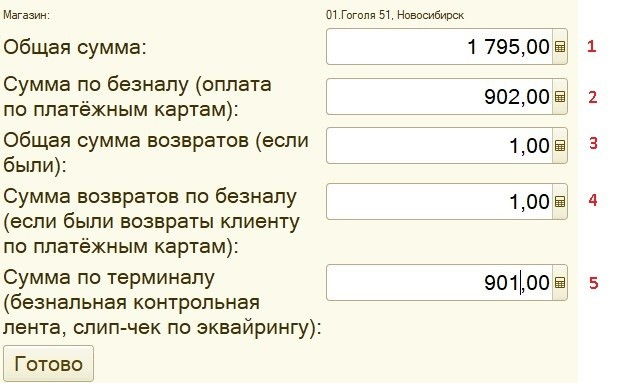 Магазин: 01.Гоголя 51, Новосибирск
Общая сумма: 1 795,00 1
Сумма по безналу (оплата
по платёжным картам): 902,00 2
Общая сумма возвратов (если
были): 1,00 3
Сумма возвратов по безналу
(если были возвраты клиенту 1,00 4
по платёжным картам):
Сумма по терминалу
(безнальная контрольная 901,00 5
лента, слип-чек по эквайрингу):
Готово